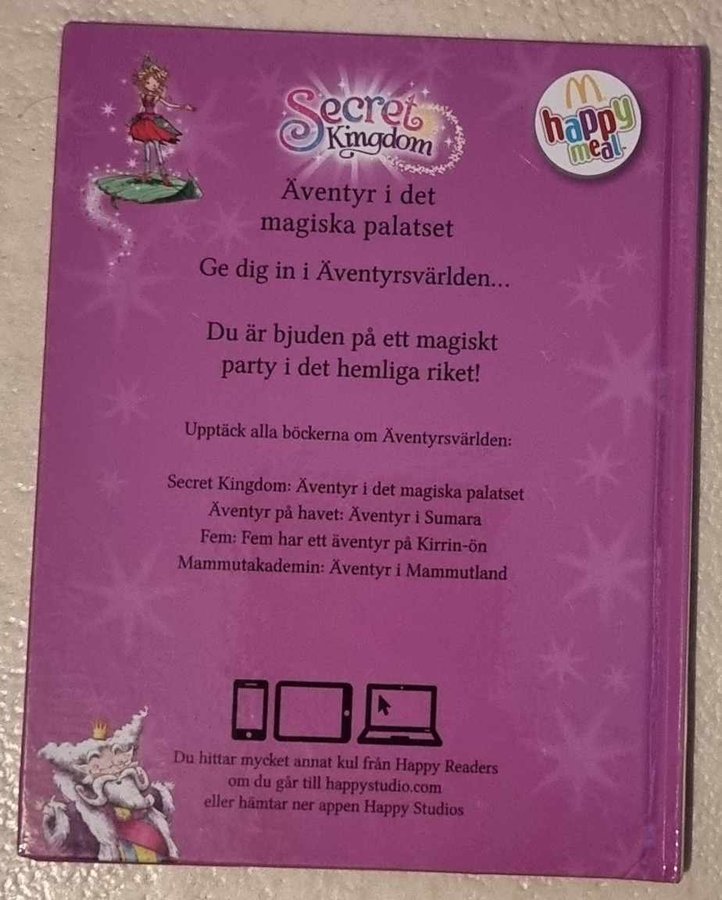 Secret
Kingdom
happy
meal
Äventyr i det
magiska palatset
Ge dig in i Äventyrsvärlden...
Du är bjuden på ett magiskt
party i det hemliga riket!
Upptäck alla böckerna om Äventyrsvärlden:
Secret Kingdom: Äventyr i det magiska palatset
Äventyr på havet: Äventyr i Sumara
Fem: Fem har ett äventyr på Kirrin-ön
Mammutakademin: Äventyr i Mammutland
Du hittar mycket annat kul från Happy Readers
om du går till happystudio.com
eller hämtar ner appen Happy Studios